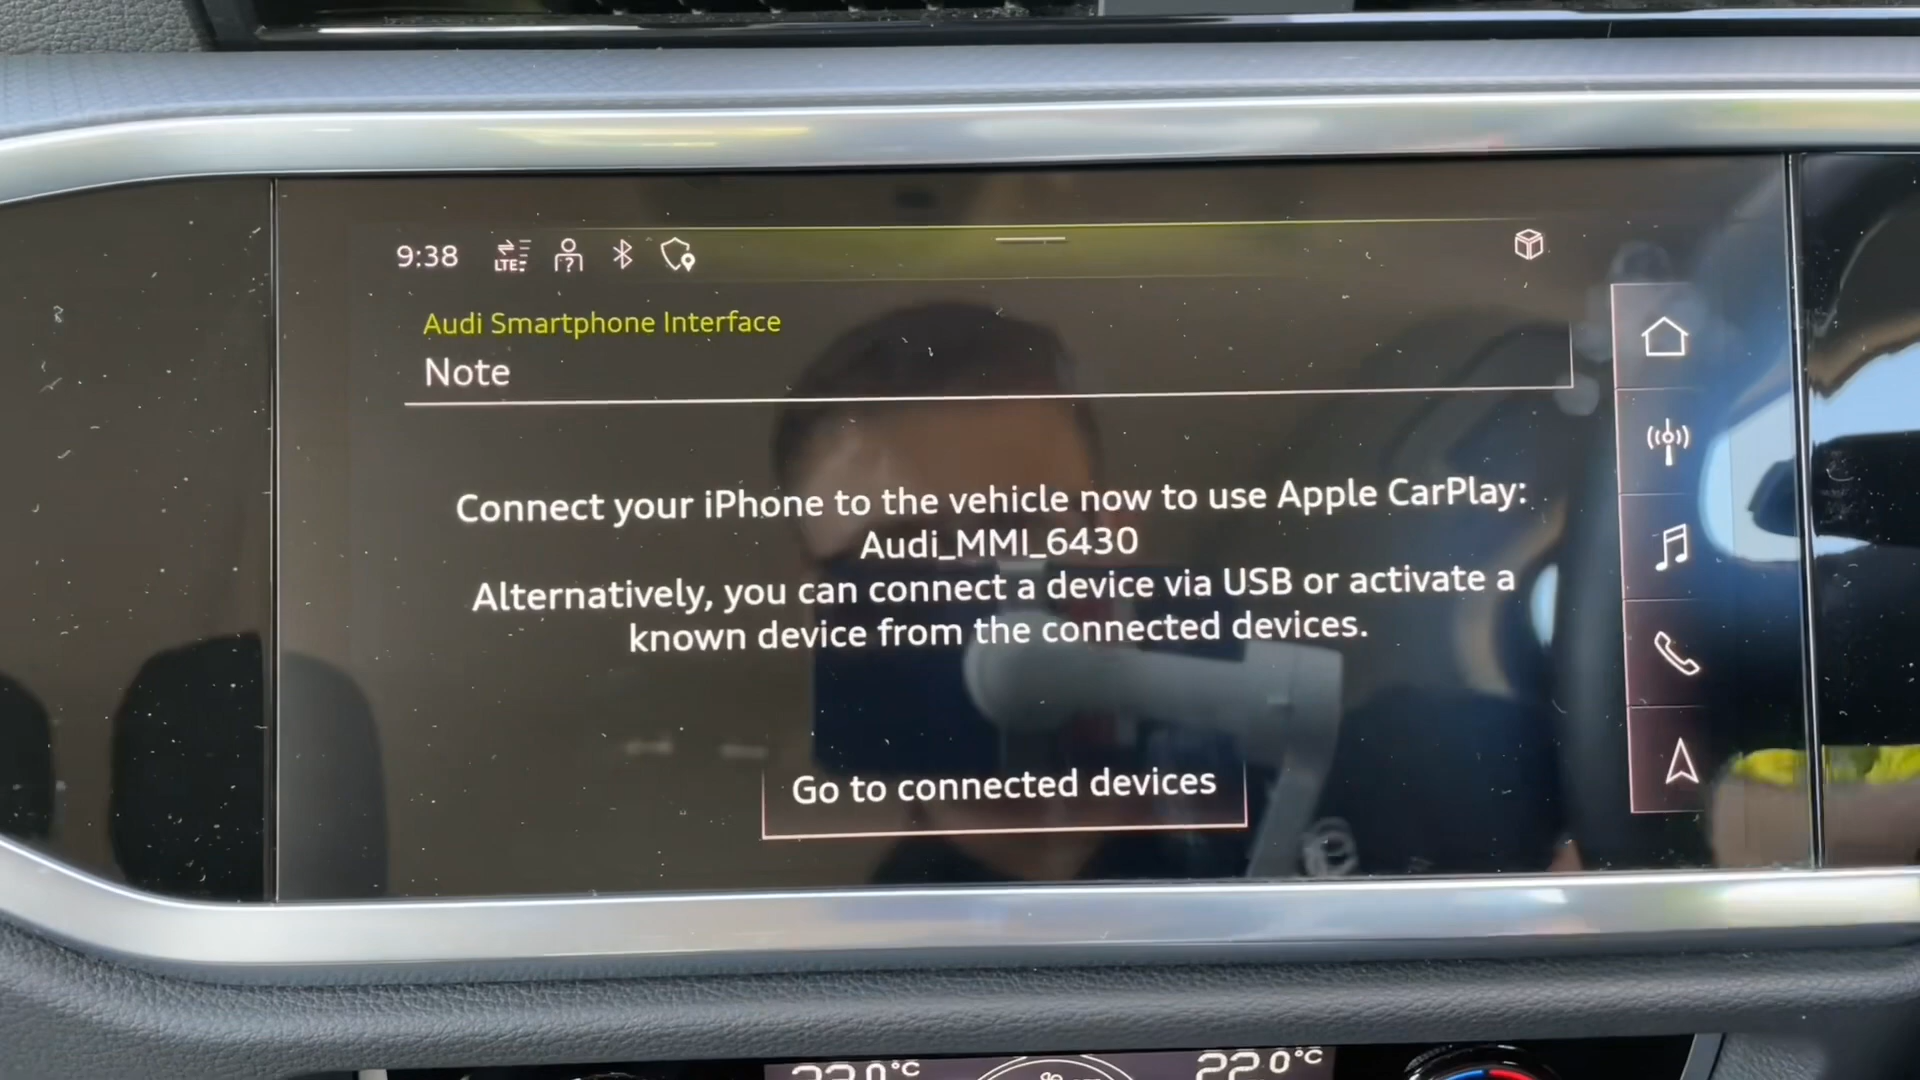 9:38
LTE
Audi Smartphone Interface
Note
Connect your iPhone to the vehicle now to use Apple CarPlay:
Audi_MMI_6430
Alternatively, you can connect a device via USB or activate a
known device from the connected devices.
Go to connected devices
22.0°C